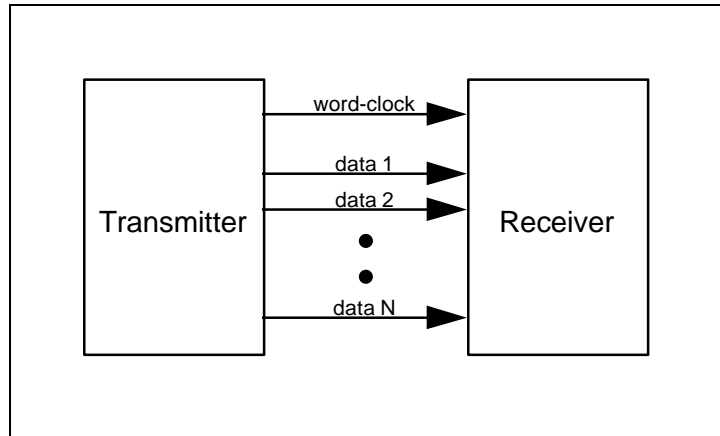 word-clock
data 1
data 2
Transmitter
Receiver
data N